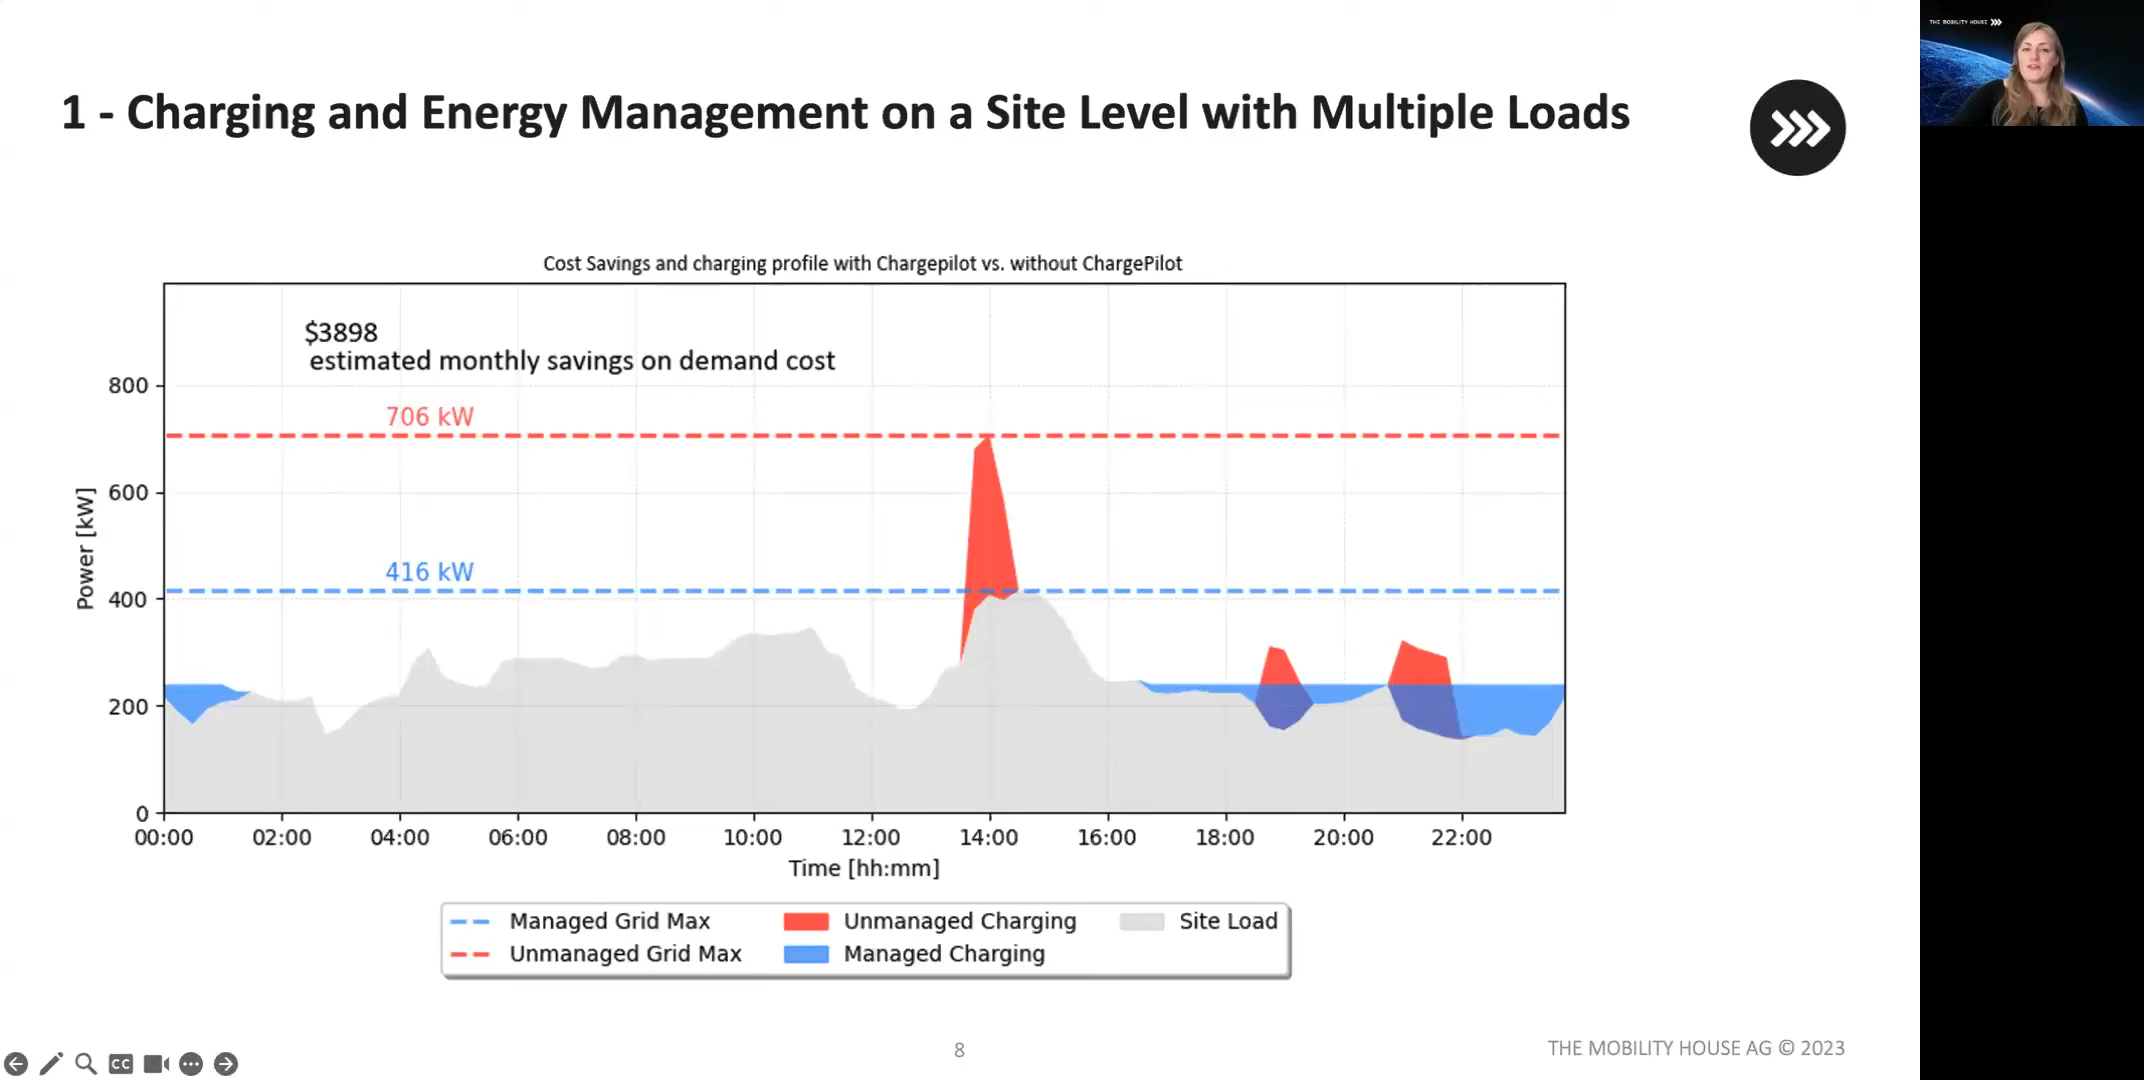 THE MOBILITY HOUSE
1 - Charging and Energy Management on a Site Level with Multiple Loads
Cost Savings and charging profile with Chargepilot vs. without ChargePilot
$3898
estimated monthly savings on demand cost
706 kW
416 kW
Power [kW]
800
600
400
200
0
00:00 02:00 04:00 06:00 08:00 10:00 12:00 14:00 16:00 18:00 20:00 22:00
Time [hh:mm]
Managed Grid Max
Unmanaged Grid Max
Unmanaged Charging
Managed Charging
Site Load
CC
8
THE MOBILITY HOUSE AG © 2023